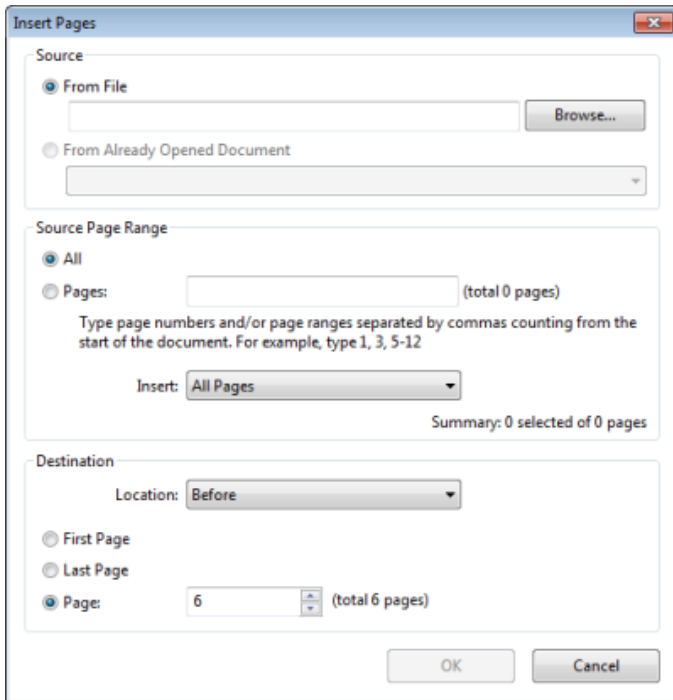 Insert Pages
Source
From File
Browse...
From Already Opened Document
Source Page Range
All
Pages:
(total 0 pages)
Type page numbers and/or page ranges separated by commas counting from the
start of the document. For example, type 1, 3, 5-12
Insert: All Pages
Summary: 0 selected of 0 pages
Destination
Location: Before
First Page
Last Page
Page: 6 (total 6 pages)
OK Cancel